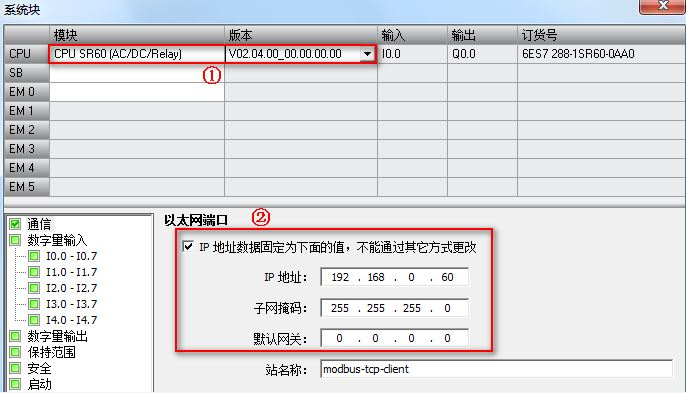 系统块
模块 版本 输入 输出 订货号
CPU CPU SR60 (AC/DC/Relay) V02.04.00_00.00.00.00 I0.0 Q0.0 6ES7 288-1SR60-0AA0
①
SB
EM 0
EM 1
EM 2
EM 3
EM 4
EM 5
通信
数字量输入
I0.0 - I0.7
I1.0 - I1.7
I2.0 - I2.7
I3.0 - I3.7
I4.0 - I4.7
数字量输出
保持范围
安全
启动
以太网端口 ②
IP 地址数据固定为下面的值，不能通过其它方式更改
IP 地址： 192 . 168 . 0 . 60
子网掩码： 255 . 255 . 255 . 0
默认网关： 0 . 0 . 0 . 0
站名称： modbus-tcp-client